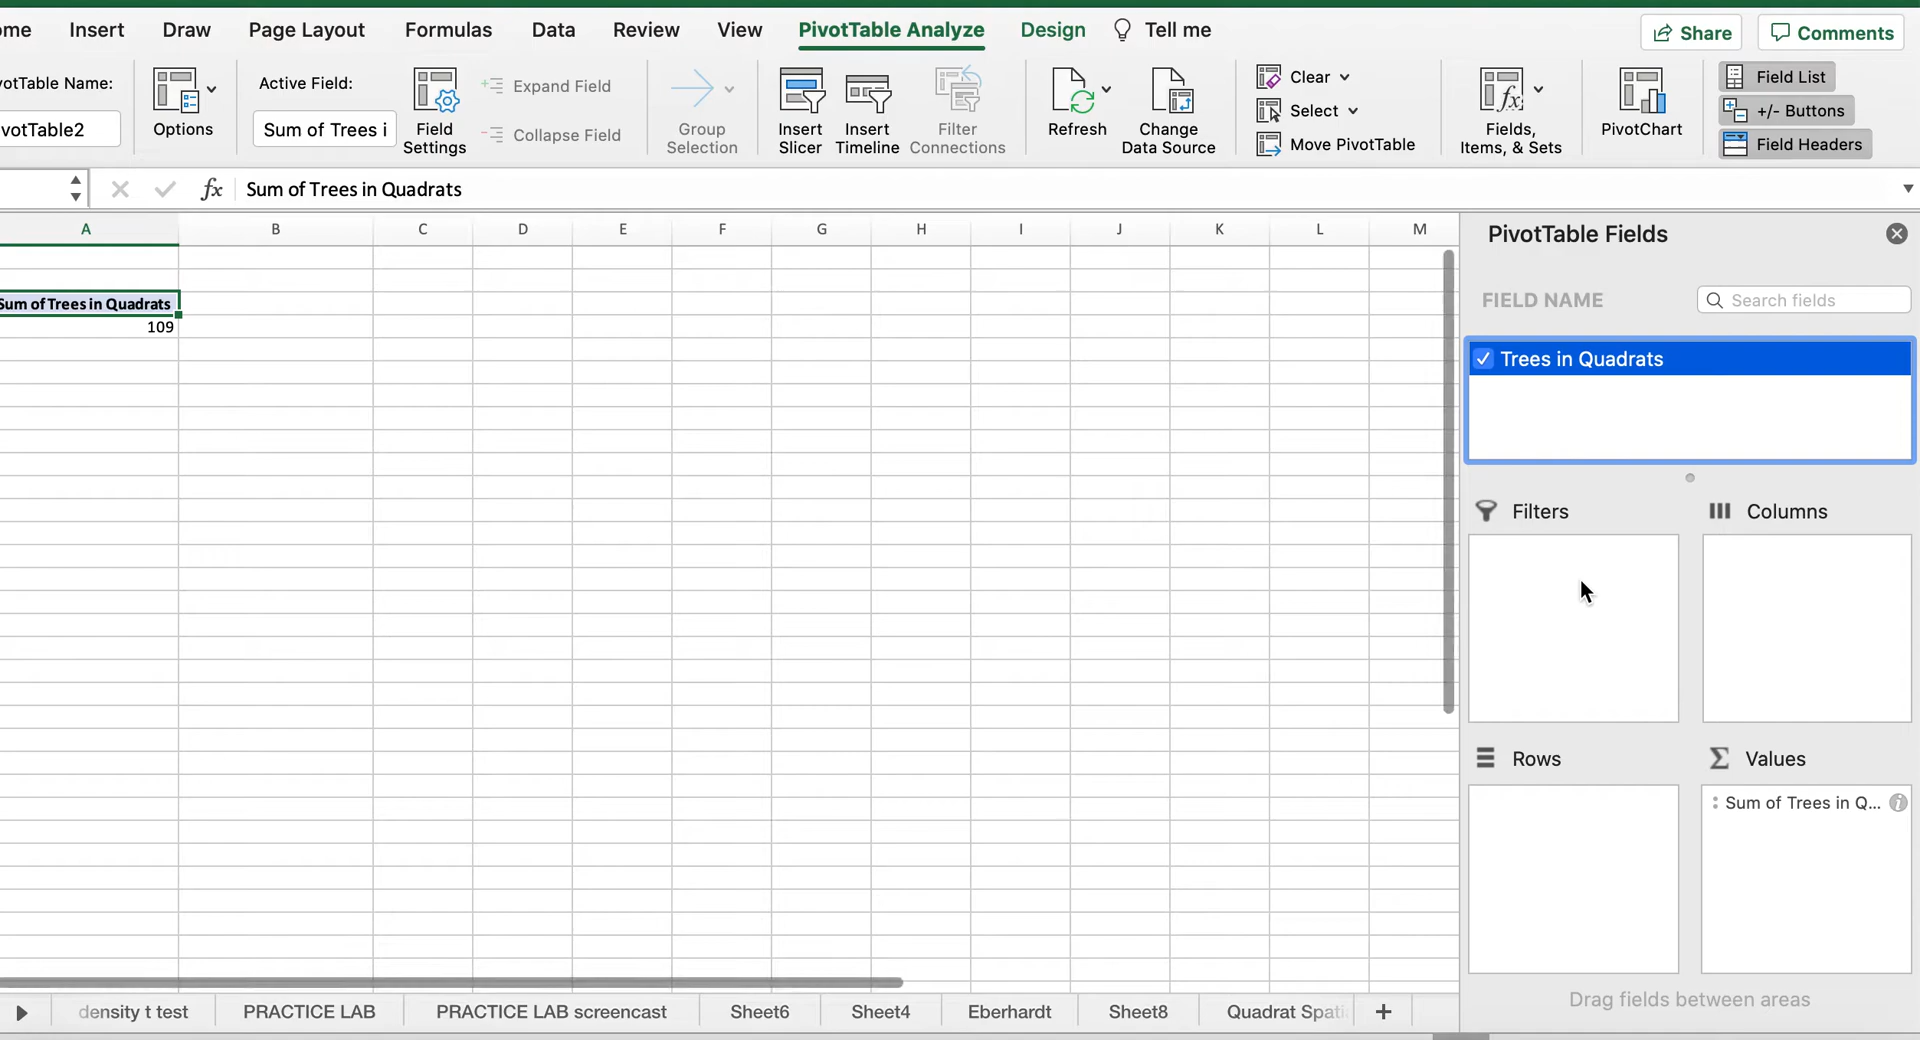 ome Insert Draw Page Layout Formulas Data Review View PivotTable Analyze Design Tell me Share Comments
votTable Name:
votTable2
Options
Active Field:
Sum of Trees i
Field Settings
Expand Field
Collapse Field
Group Selection
Insert Slicer
Insert Timeline
Filter Connections
Refresh
Change Data Source
Clear
Select
Move PivotTable
Fields, Items, & Sets
PivotChart
Field List
+/- Buttons
Field Headers
fx Sum of Trees in Quadrats
A B C D E F G H I J K L M
Sum of Trees in Quadrats
109
PivotTable Fields
FIELD NAME Search fields
Trees in Quadrats
Filters Columns
Rows Values
Sum of Trees in Q...
Drag fields between areas
density t test PRACTICE LAB PRACTICE LAB screencast Sheet6 Sheet4 Eberhardt Sheet8 Quadrat Spati +